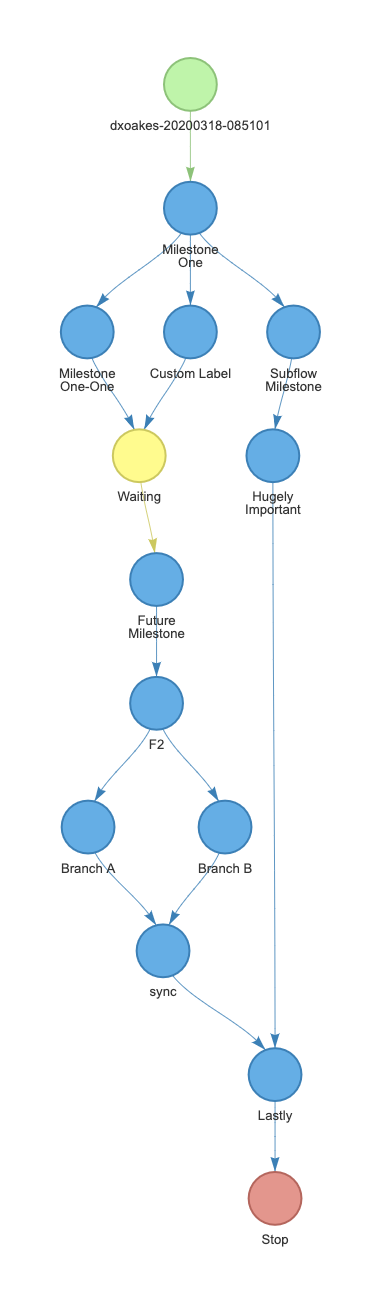 dxoakes-20200318-085101
Milestone
One
Milestone
One-One
Custom Label
Subflow
Milestone
Waiting
Hugely
Important
Future
Milestone
F2
Branch A
Branch B
sync
Lastly
Stop